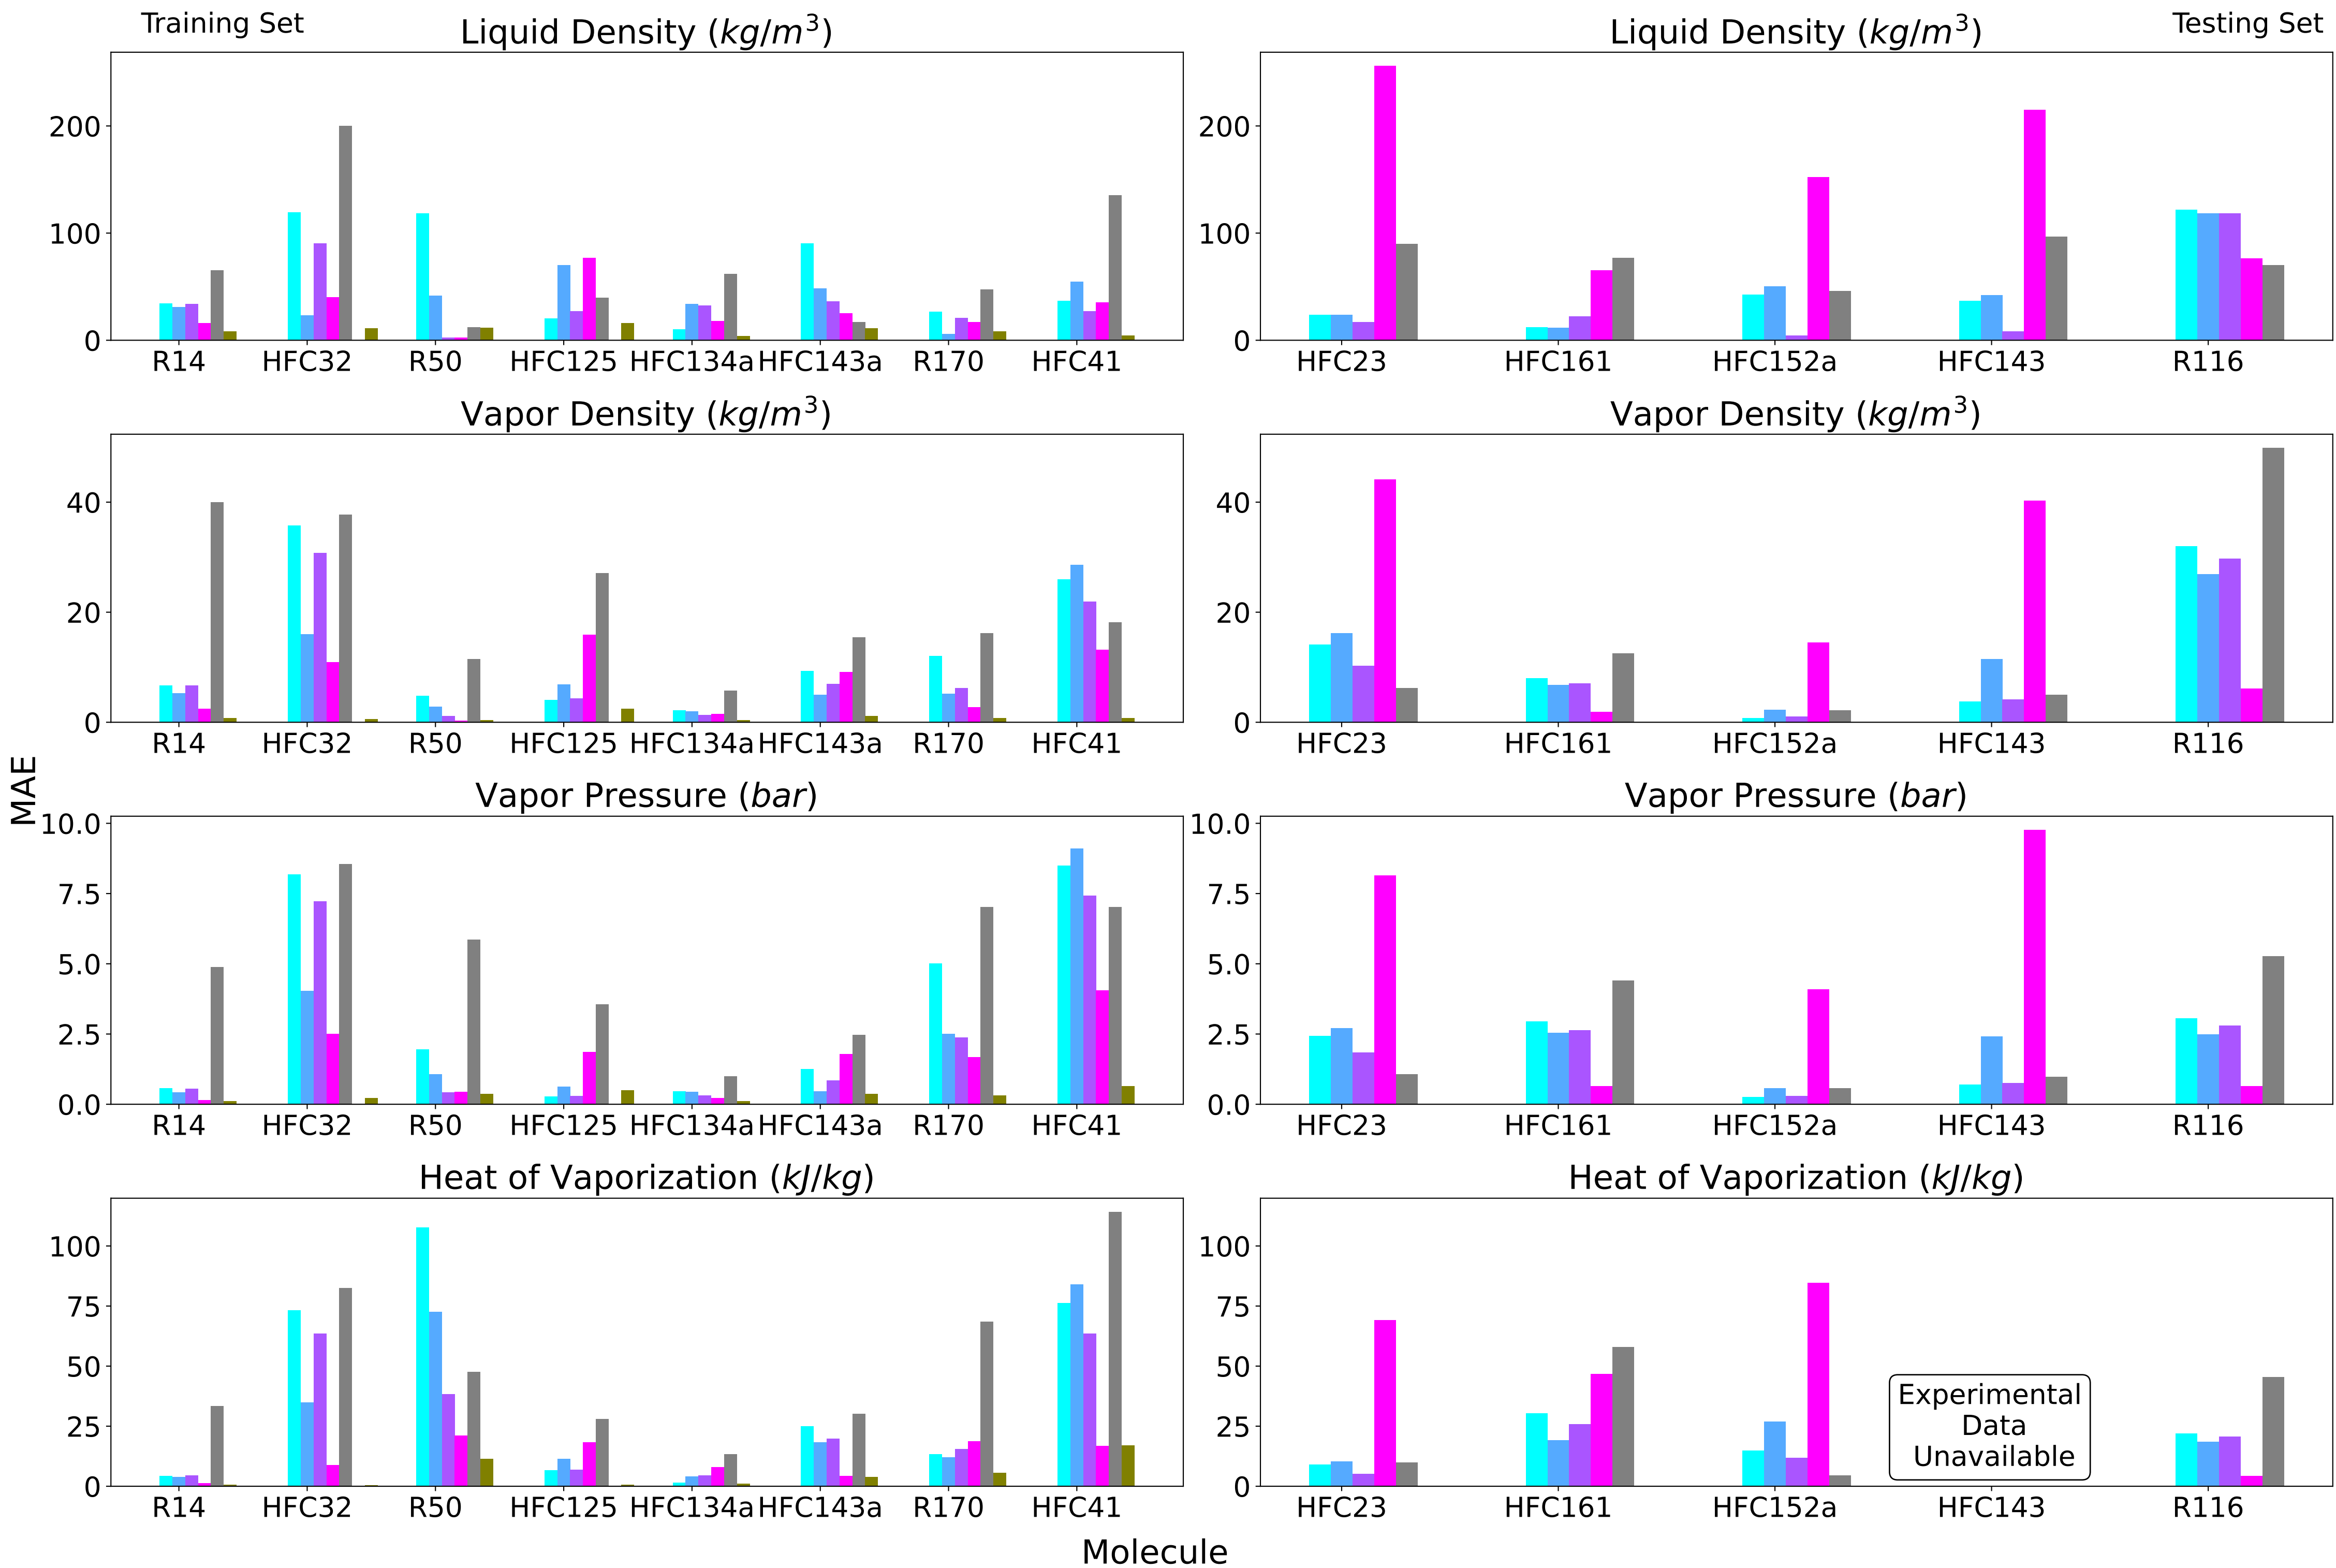 Training Set
Liquid Density (kg/m³)
200
100
0
R14 HFC32 R50 HFC125 HFC134a HFC143a R170 HFC41
Liquid Density (kg/m³)
Testing Set
200
100
0
HFC23 HFC161 HFC152a HFC143 R116
Vapor Density (kg/m³)
40
20
0
R14 HFC32 R50 HFC125 HFC134a HFC143a R170 HFC41
Vapor Density (kg/m³)
40
20
0
HFC23 HFC161 HFC152a HFC143 R116
MAE
Vapor Pressure (bar)
10.0
7.5
5.0
2.5
0.0
R14 HFC32 R50 HFC125 HFC134a HFC143a R170 HFC41
Vapor Pressure (bar)
10.0
7.5
5.0
2.5
0.0
HFC23 HFC161 HFC152a HFC143 R116
Heat of Vaporization (kJ/kg)
100
75
50
25
0
R14 HFC32 R50 HFC125 HFC134a HFC143a R170 HFC41
Heat of Vaporization (kJ/kg)
100
75
50
25
0
Experimental
Data
Unavailable
HFC23 HFC161 HFC152a HFC143 R116
Molecule